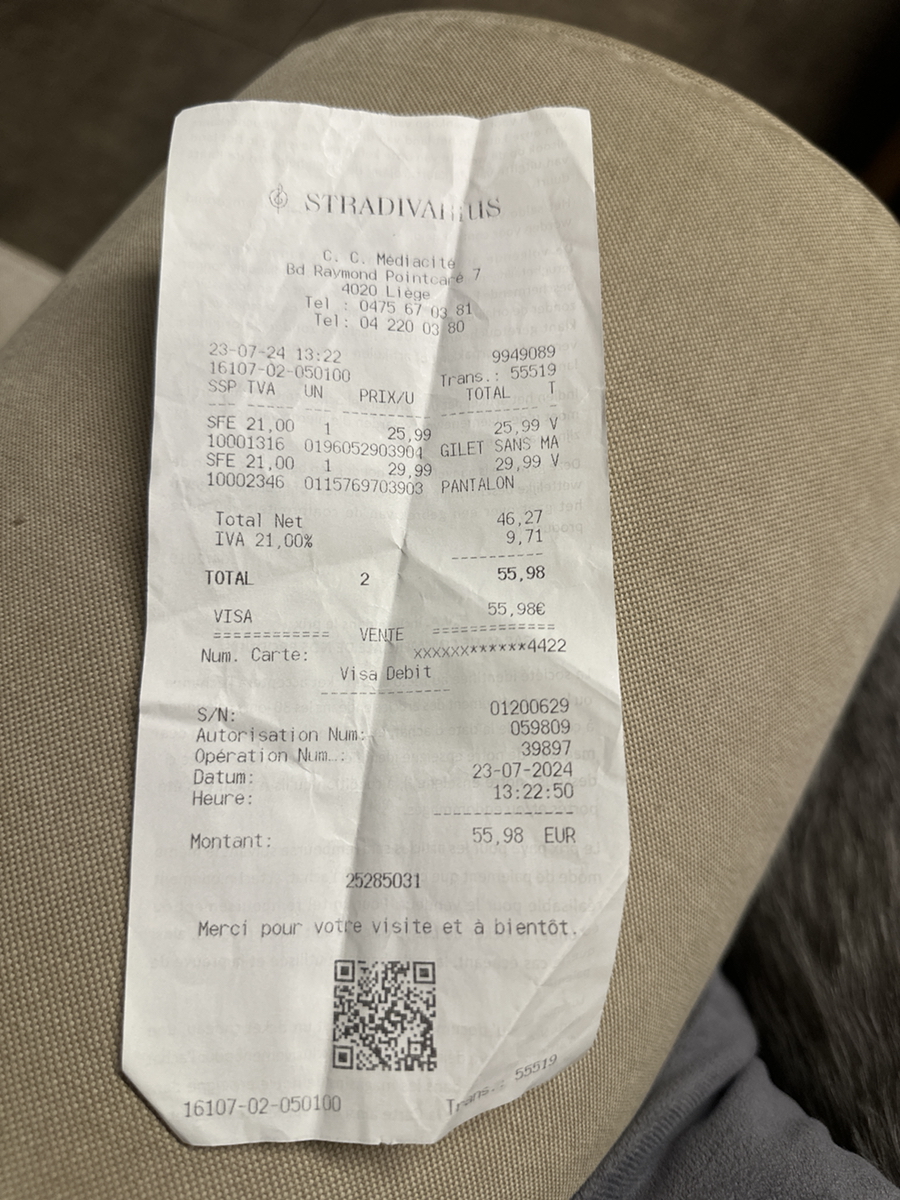 STRADIVARIUS
C. C. Médiacité
Bd Raymond Pointcaré 7
4020 Liège
Tel : 0475 67 03 81
Tel: 04 220 03 80
23-07-24 13:22 9949089
16107-02-050100 Trans.: 55519
SSP TVA UN PRIX/U TOTAL T
SFE 21,00 1 25,99 25,99 V
10001316 0196052903904 GILET SANS MA
SFE 21,00 1 29,99 29,99 V
10002346 0115769703903 PANTALON
Total Net 46,27
IVA 21,00% 9,71
TOTAL 2 55,98
VISA 55,98€
============ VENTE ============
Num. Carte: XXXXXX******4422
Visa Debit
S/N: 01200629
Autorisation Num: 059809
Opération Num..: 39897
Datum: 23-07-2024
Heure: 13:22:50
Montant: 55,98 EUR
25285031
Merci pour votre visite et à bientôt.
16107-02-050100 Trans.: 55519